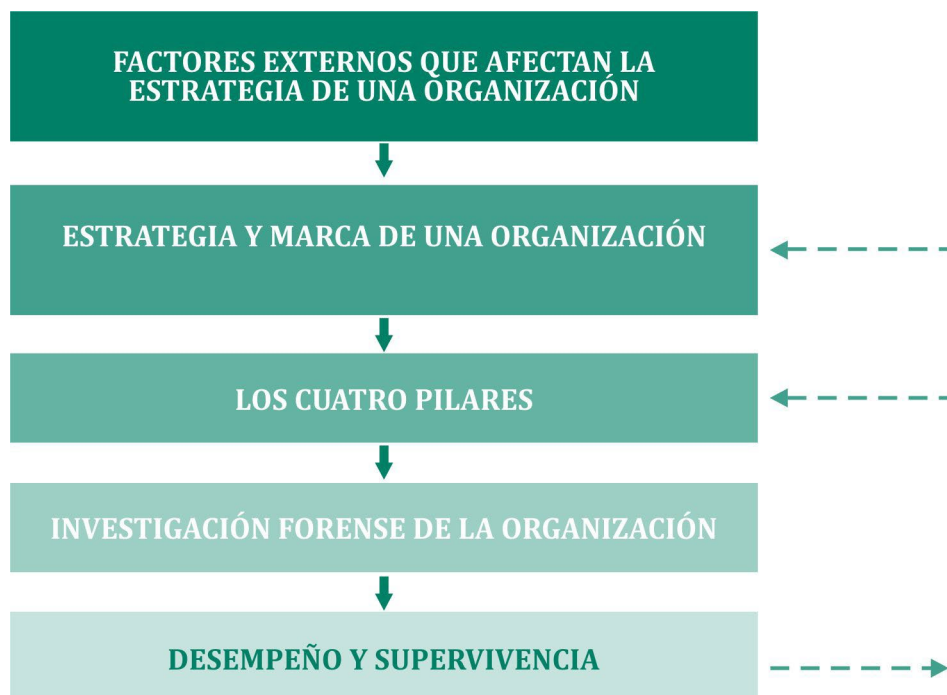 FACTORES EXTERNOS QUE AFECTAN LA
ESTRATEGIA DE UNA ORGANIZACIÓN
ESTRATEGIA Y MARCA DE UNA ORGANIZACIÓN
LOS CUATRO PILARES
INVESTIGACIÓN FORENSE DE LA ORGANIZACIÓN
DESEMPEÑO Y SUPERVIVENCIA